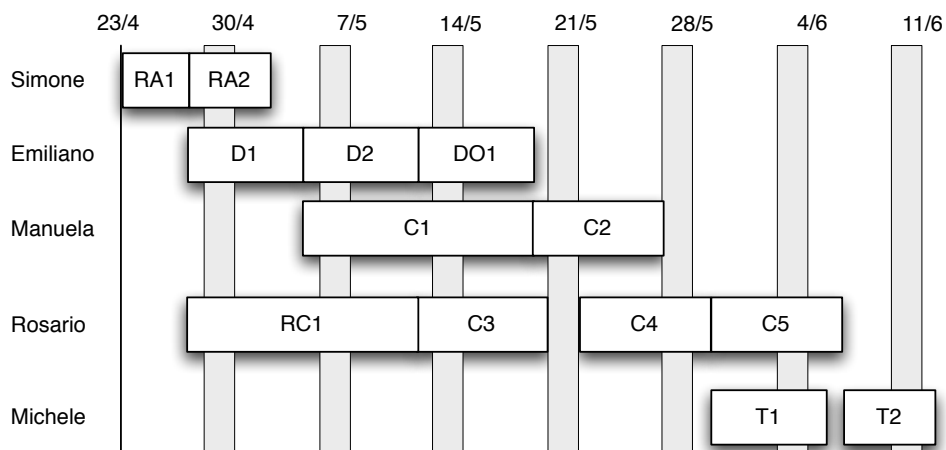 23/4 30/4 7/5 14/5 21/5 28/5 4/6 11/6
Simone RA1 RA2
Emiliano D1 D2 DO1
Manuela C1 C2
Rosario RC1 C3 C4 C5
Michele T1 T2